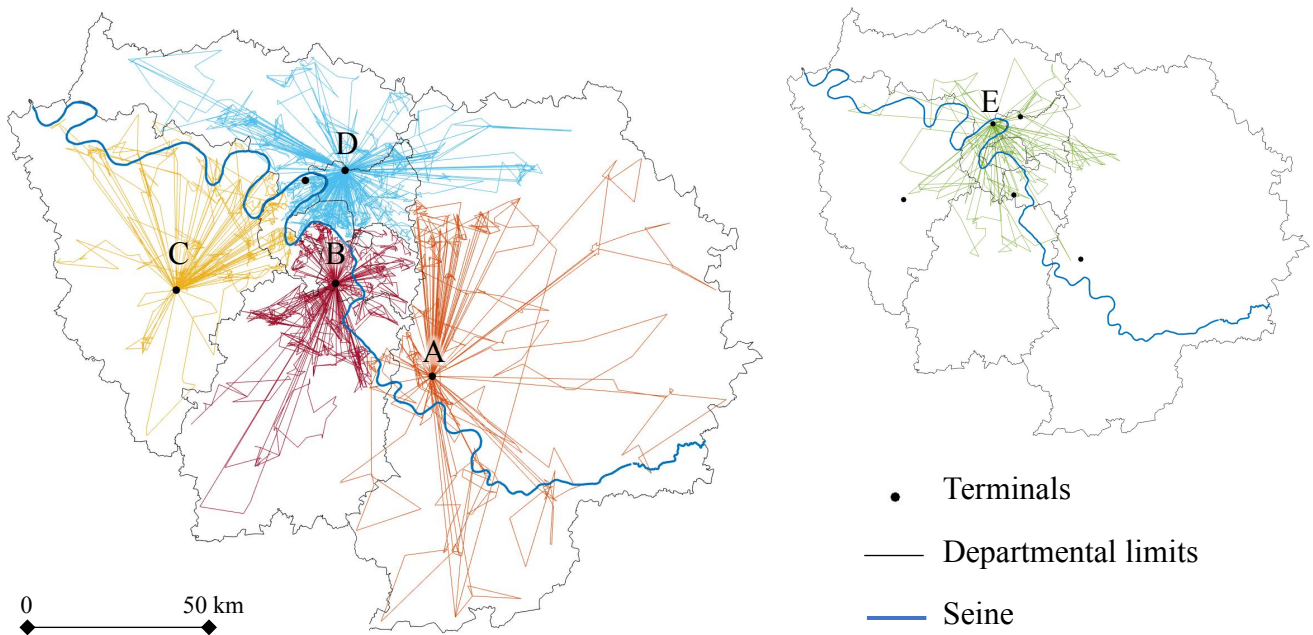 D
C
B
A
E
0 50 km
Terminals
Departmental limits
Seine